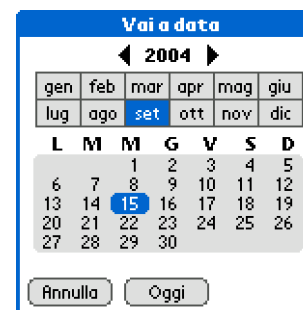 Vai a data
2004
gen feb mar apr mag giu
lug ago set ott nov dic
L M M G V S D
1 2 3 4 5
6 7 8 9 10 11 12
13 14 15 16 17 18 19
20 21 22 23 24 25 26
27 28 29 30
Annulla Oggi